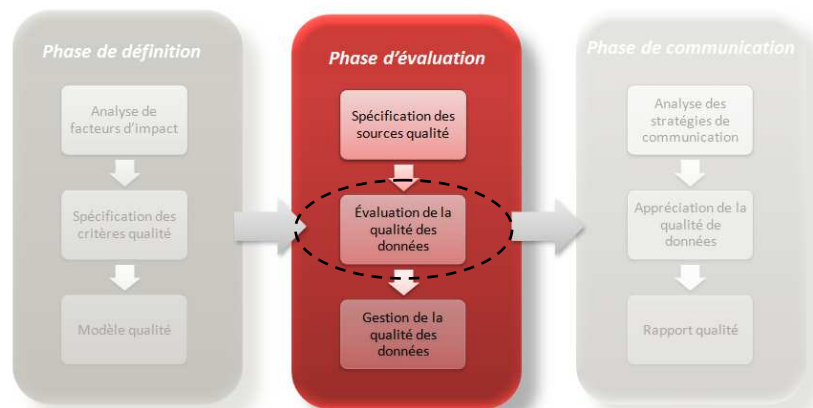 Phase de définition
Analyse de
facteurs d'impact
Spécification des
critères qualité
Modèle qualité
Phase d'évaluation
Spécification des
sources qualité
Évaluation de la
qualité des
données
Gestion de la
qualité des
données
Phase de communication
Analyse des
stratégies de
communication
Appréciation de la
qualité de
données
Rapport qualité